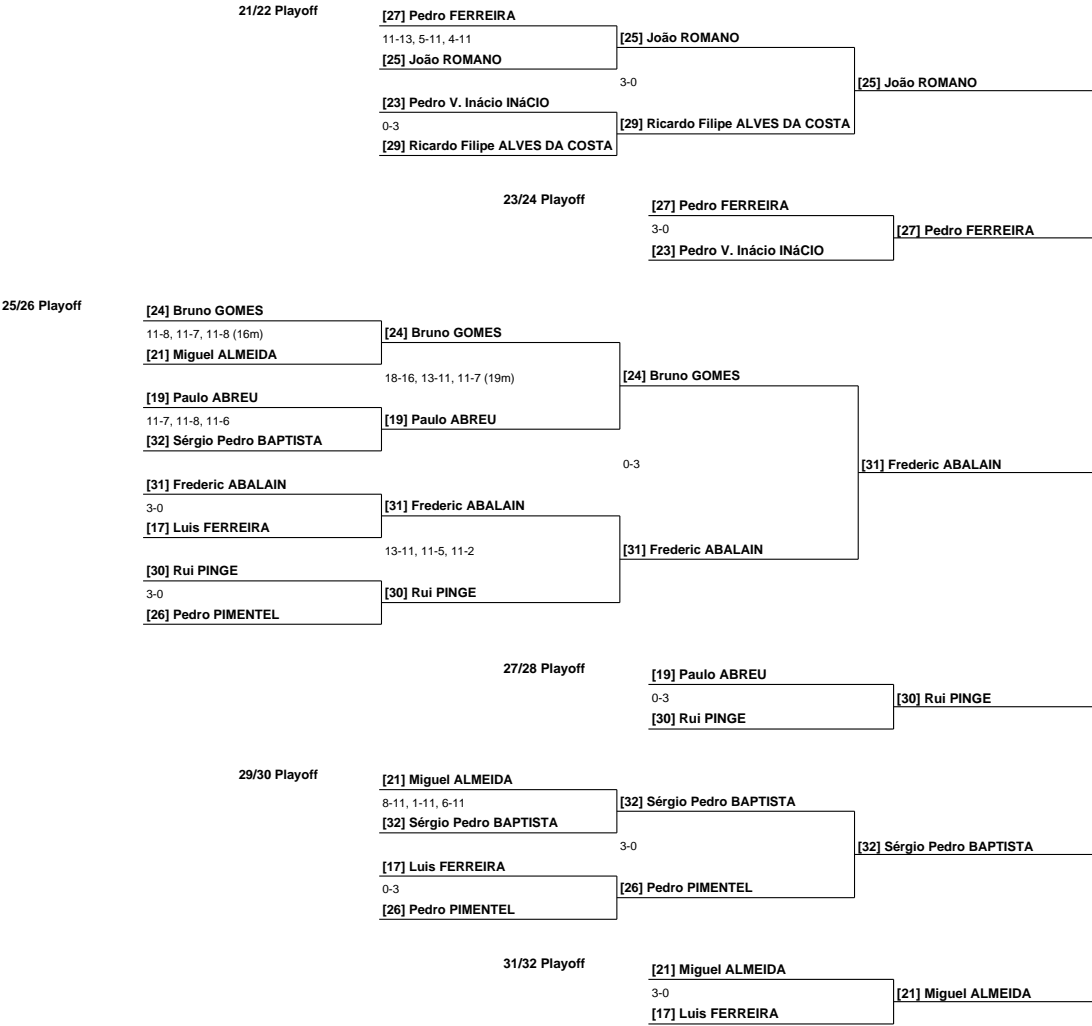 21/22 Playoff
[27] Pedro FERREIRA
11-13, 5-11, 4-11
[25] João ROMANO
[25] João ROMANO
3-0
[25] João ROMANO
[23] Pedro V. Inácio INáCIO
0-3
[29] Ricardo Filipe ALVES DA COSTA
[29] Ricardo Filipe ALVES DA COSTA
23/24 Playoff
[27] Pedro FERREIRA
3-0
[27] Pedro FERREIRA
[23] Pedro V. Inácio INáCIO
25/26 Playoff
[24] Bruno GOMES
11-8, 11-7, 11-8 (16m)
[24] Bruno GOMES
[21] Miguel ALMEIDA
18-16, 13-11, 11-7 (19m)
[24] Bruno GOMES
[19] Paulo ABREU
11-7, 11-8, 11-6
[19] Paulo ABREU
[32] Sérgio Pedro BAPTISTA
0-3
[31] Frederic ABALAIN
[31] Frederic ABALAIN
3-0
[31] Frederic ABALAIN
[17] Luis FERREIRA
13-11, 11-5, 11-2
[31] Frederic ABALAIN
[30] Rui PINGE
3-0
[30] Rui PINGE
[26] Pedro PIMENTEL
27/28 Playoff
[19] Paulo ABREU
0-3
[30] Rui PINGE
[30] Rui PINGE
29/30 Playoff
[21] Miguel ALMEIDA
8-11, 1-11, 6-11
[32] Sérgio Pedro BAPTISTA
[32] Sérgio Pedro BAPTISTA
3-0
[32] Sérgio Pedro BAPTISTA
[17] Luis FERREIRA
0-3
[26] Pedro PIMENTEL
[26] Pedro PIMENTEL
31/32 Playoff
[21] Miguel ALMEIDA
3-0
[21] Miguel ALMEIDA
[17] Luis FERREIRA